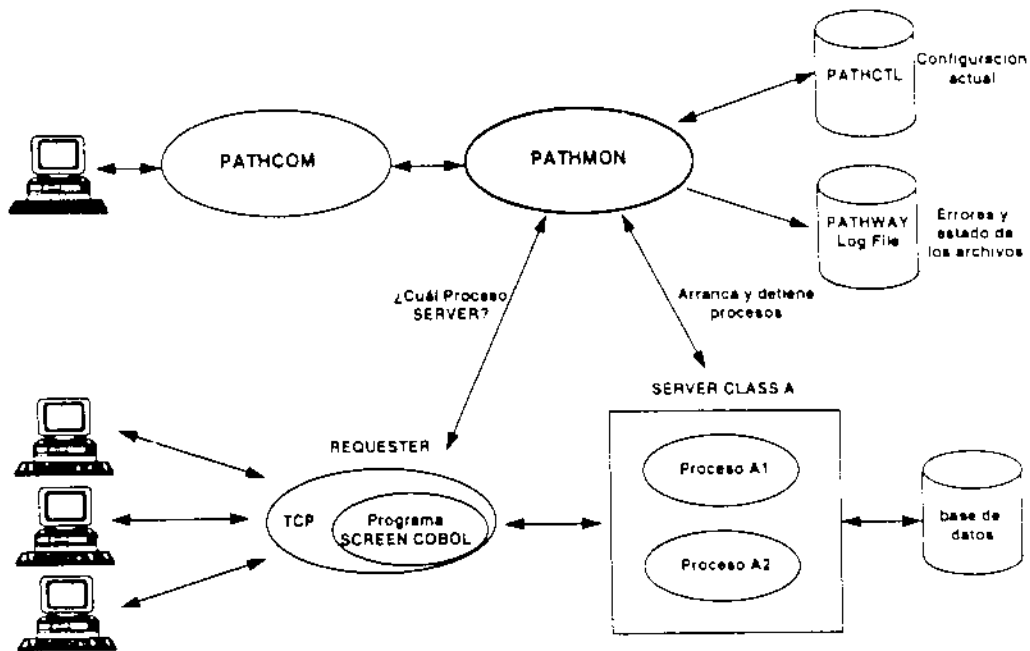 PATHCTL
Configuración
actual
PATHCOM
PATHMON
PATHWAY
Log File
Errores y
estado de
los archivos
¿Cuál Proceso
SERVER?
Arranca y detiene
procesos
SERVER CLASS A
REQUESTER
TCP
Programa
SCREEN COBOL
Proceso A1
Proceso A2
base de
datos